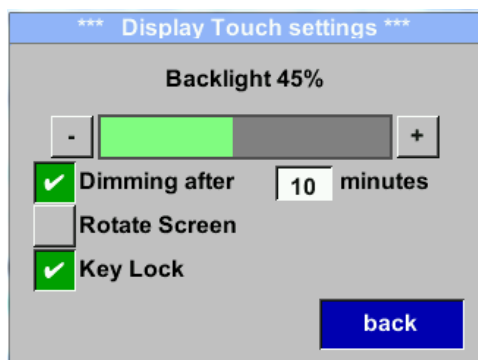 *** Display Touch settings ***
Backlight 45%
- +
Dimming after 10 minutes
Rotate Screen
Key Lock
back